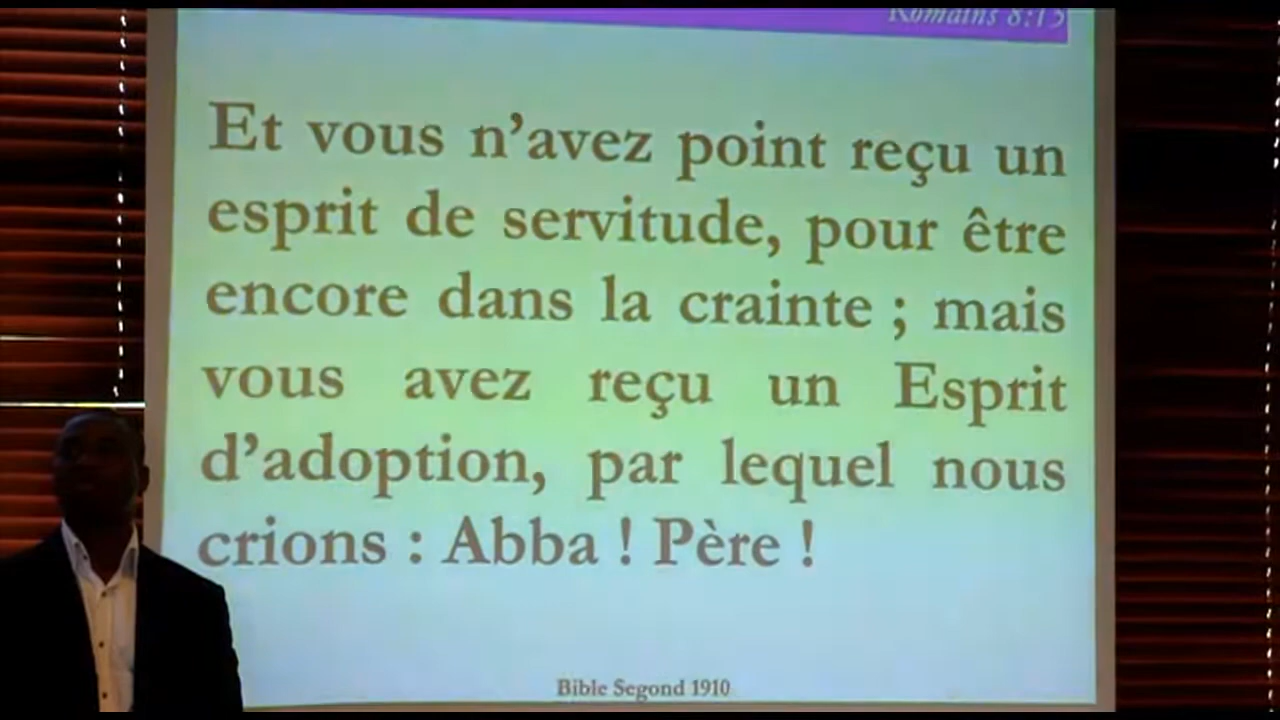 Romains 8:15
Et vous n’avez point reçu un
esprit de servitude, pour être
encore dans la crainte ; mais
vous avez reçu un Esprit
d’adoption, par lequel nous
crions : Abba ! Père !
Bible Segond 1910